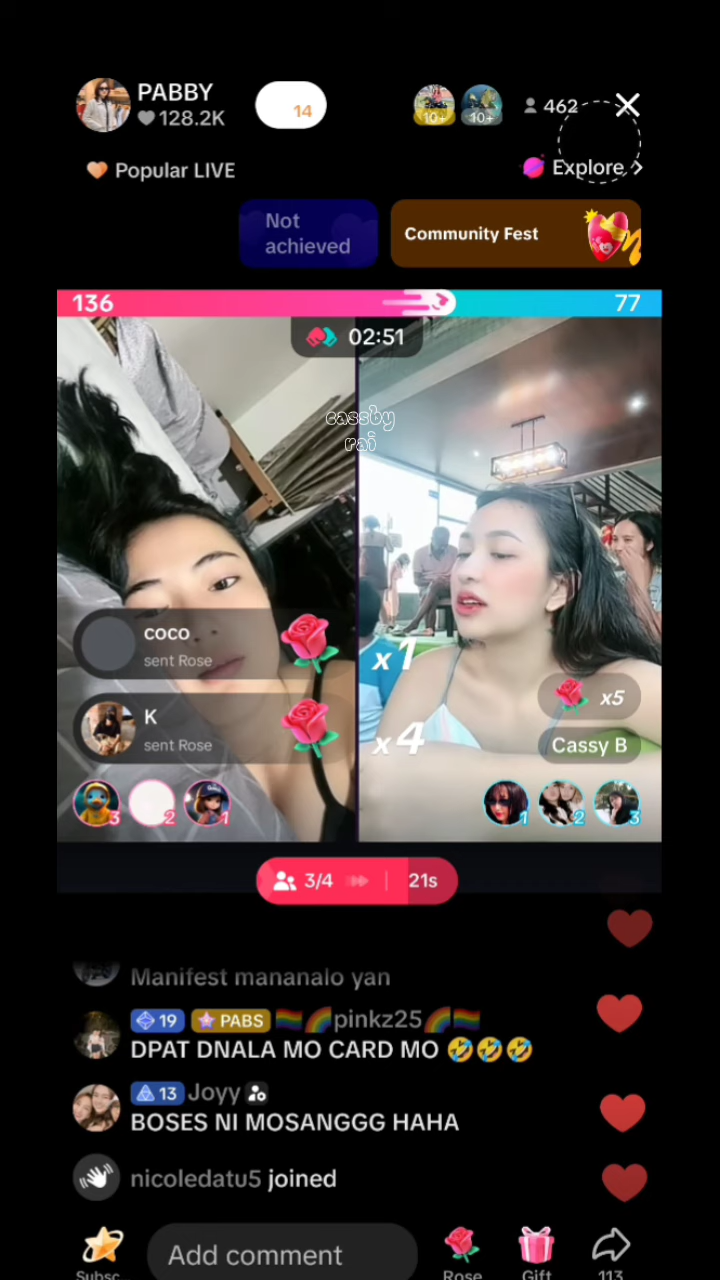 PABBY
128.2K
14
10+
10+
462
Popular LIVE
Explore
Not
achieved
Community Fest
136
77
02:51
cassby
rai
coco
sent Rose
x1
K
sent Rose
x4
x5
Cassy B
3
2
1
1
2
3
3/4
21s
Manifest mananalo yan
19
PABS
🏳️‍🌈🌈pinkz25🌈🏳️‍🌈
DPAT DNALA MO CARD MO 🤣🤣🤣
13
Joyy
BOSES NI MOSANGGG HAHA
nicoledatu5 joined
Subsc...
Add comment
Rose
Gift
113